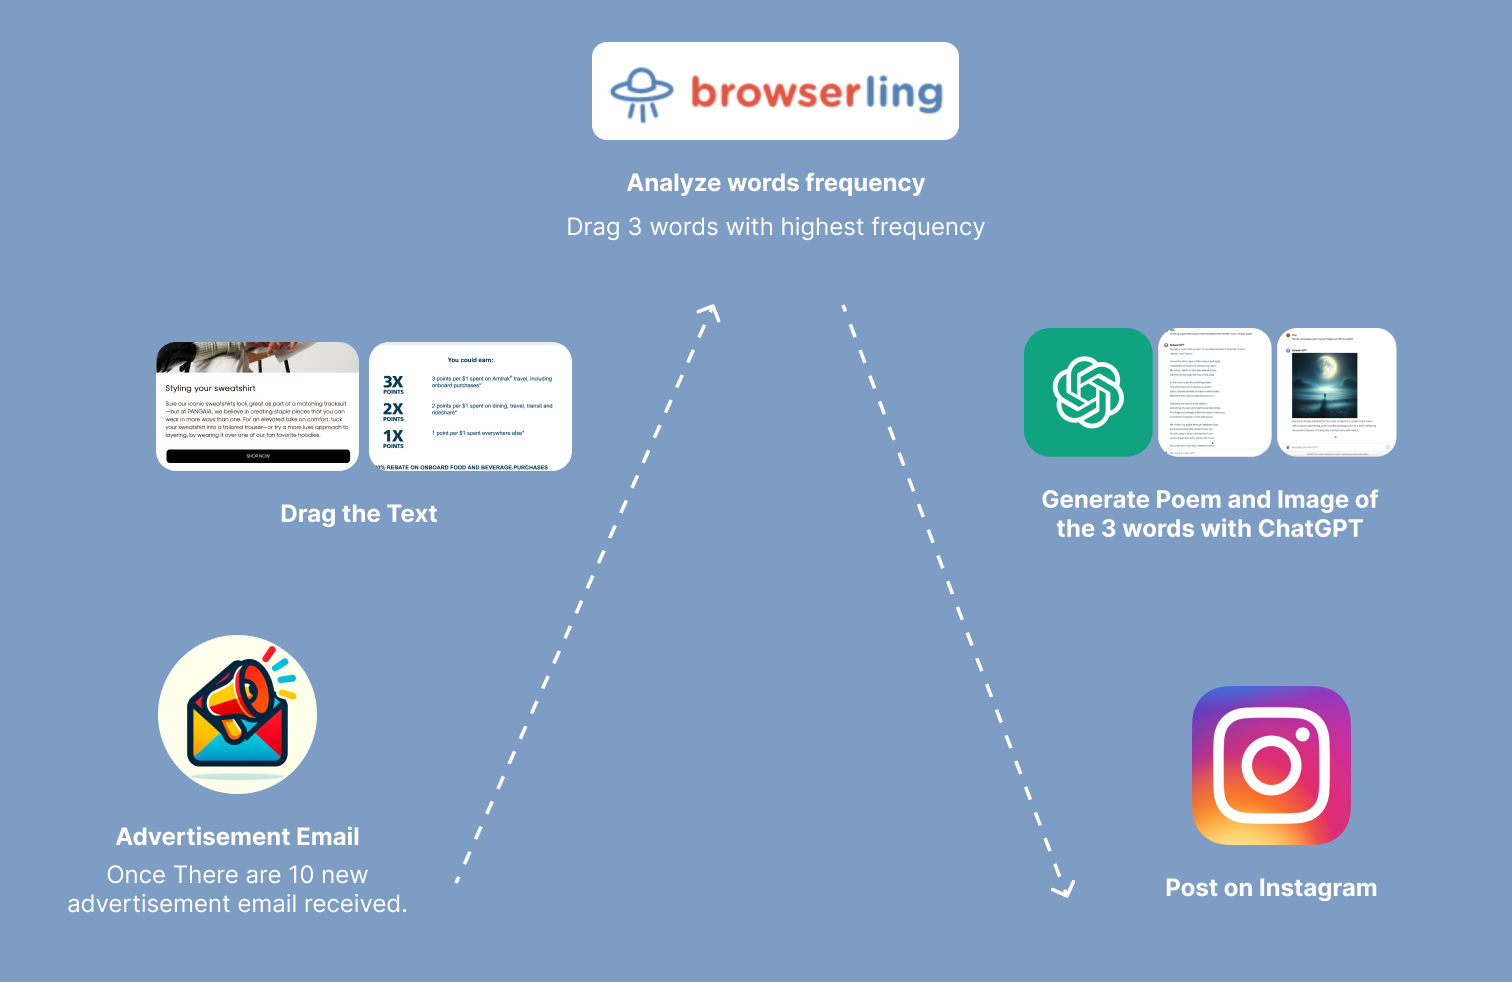 browserling
Analyze words frequency
Drag 3 words with highest frequency
Styling your sweatshirt
Sure our iconic sweatshirts look great as part of a matching tracksuit
—but at PANGAIA, we believe in creating staple pieces that you can
wear in more ways than one. For an elevated take on comfort, tuck
your sweatshirt into a tailored trouser—or try a more luxe approach to
layering, by wearing it over one of our fan favorite hoodies.
SHOP NOW
You could earn:
3X
POINTS
3 points per $1 spent on Amtrak® travel, including
onboard purchases*
2X
POINTS
2 points per $1 spent on dining, travel, transit and
rideshare*
1X
POINTS
1 point per $1 spent everywhere else*
% REBATE ON ONBOARD FOOD AND BEVERAGE PURCHASES
Drag the Text
Generate Poem and Image of
the 3 words with ChatGPT
Advertisement Email
Once There are 10 new
advertisement email received.
Post on Instagram